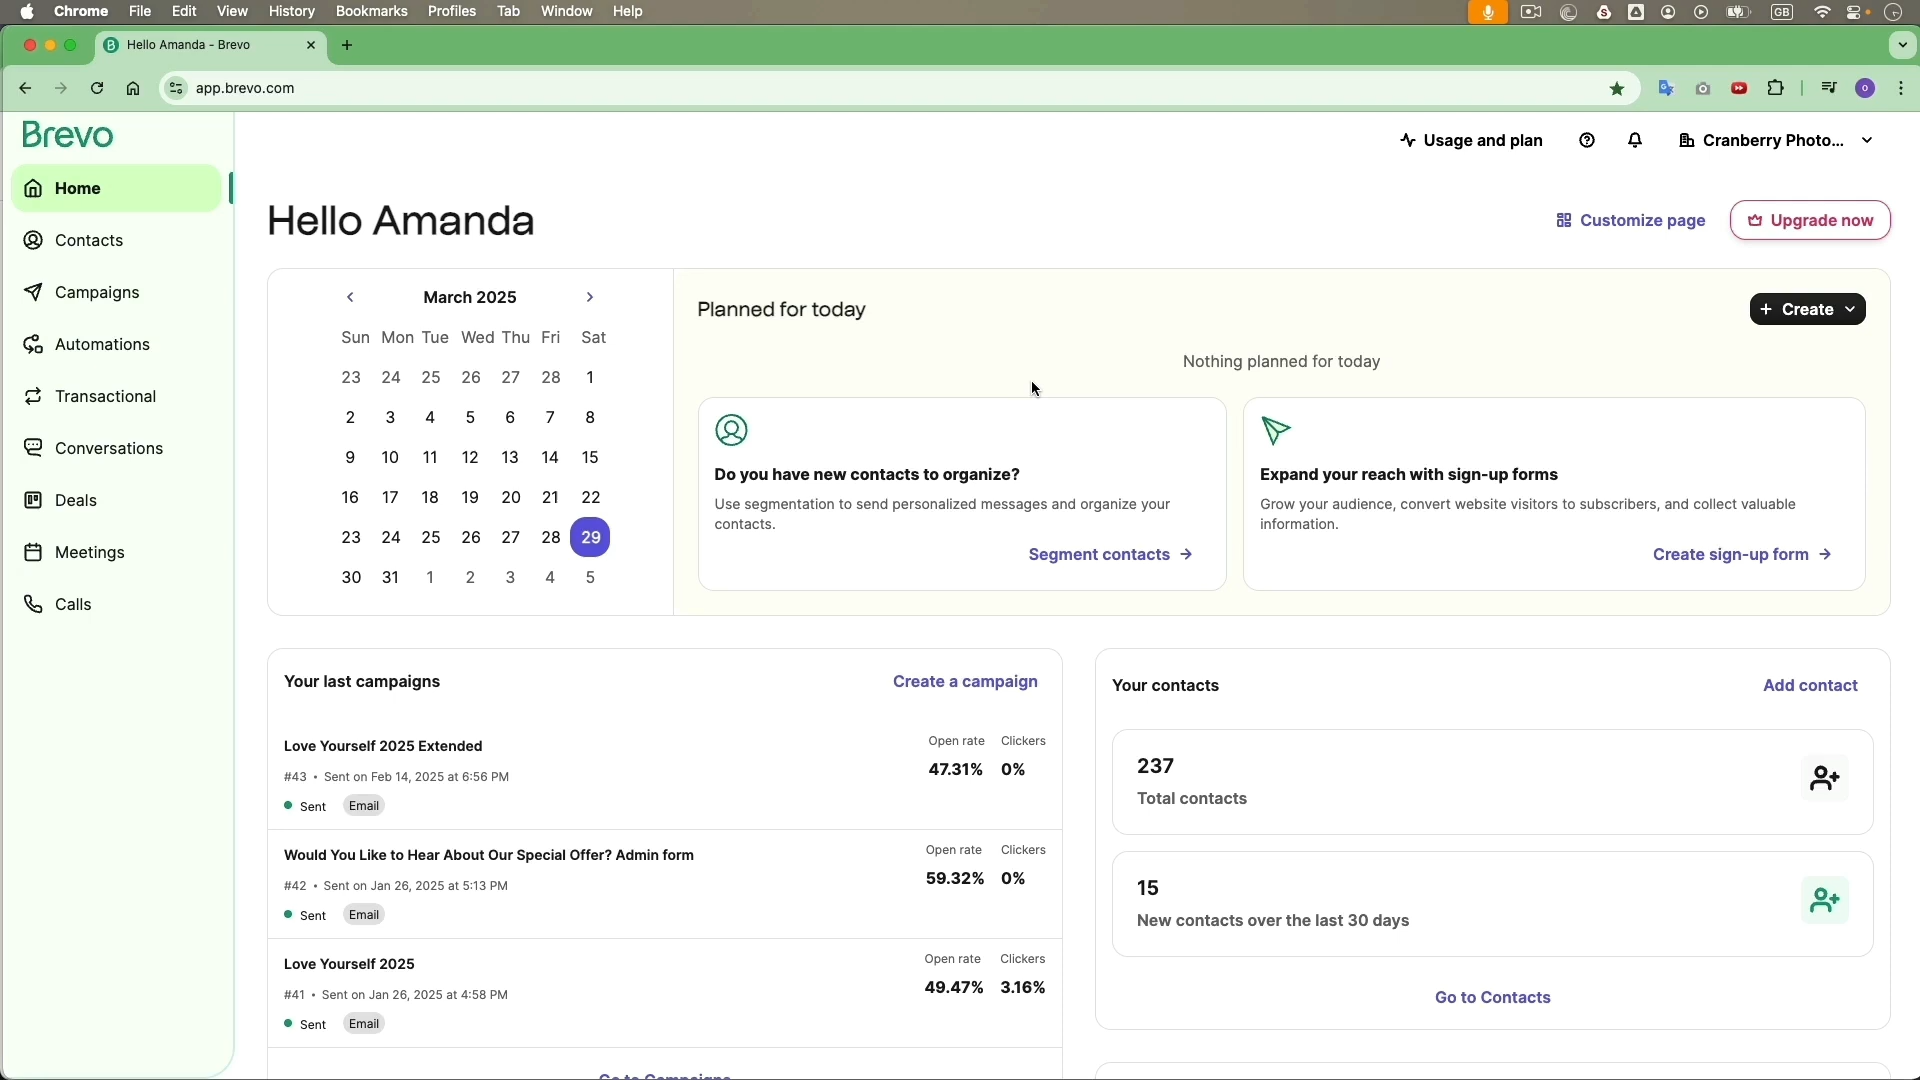 Chrome File Edit View History Bookmarks Profiles Tab Window Help
GB
Hello Amanda - Brevo
app.brevo.com
Brevo
Usage and plan
Cranberry Photo...
Home
Contacts
Campaigns
Automations
Transactional
Conversations
Deals
Meetings
Calls
Hello Amanda
Customize page
Upgrade now
March 2025
Sun Mon Tue Wed Thu Fri Sat
23 24 25 26 27 28 1
2 3 4 5 6 7 8
9 10 11 12 13 14 15
16 17 18 19 20 21 22
23 24 25 26 27 28 29
30 31 1 2 3 4 5
Planned for today
+ Create
Nothing planned for today
Do you have new contacts to organize?
Use segmentation to send personalized messages and organize your
contacts.
Segment contacts →
Expand your reach with sign-up forms
Grow your audience, convert website visitors to subscribers, and collect valuable
information.
Create sign-up form →
Your last campaigns
Create a campaign
Love Yourself 2025 Extended
#43 • Sent on Feb 14, 2025 at 6:56 PM
Sent Email
Open rate Clickers
47.31% 0%
Would You Like to Hear About Our Special Offer? Admin form
#42 • Sent on Jan 26, 2025 at 5:13 PM
Sent Email
Open rate Clickers
59.32% 0%
Love Yourself 2025
#41 • Sent on Jan 26, 2025 at 4:58 PM
Sent Email
Open rate Clickers
49.47% 3.16%
Go to Campaigns
Your contacts
Add contact
237
Total contacts
15
New contacts over the last 30 days
Go to Contacts